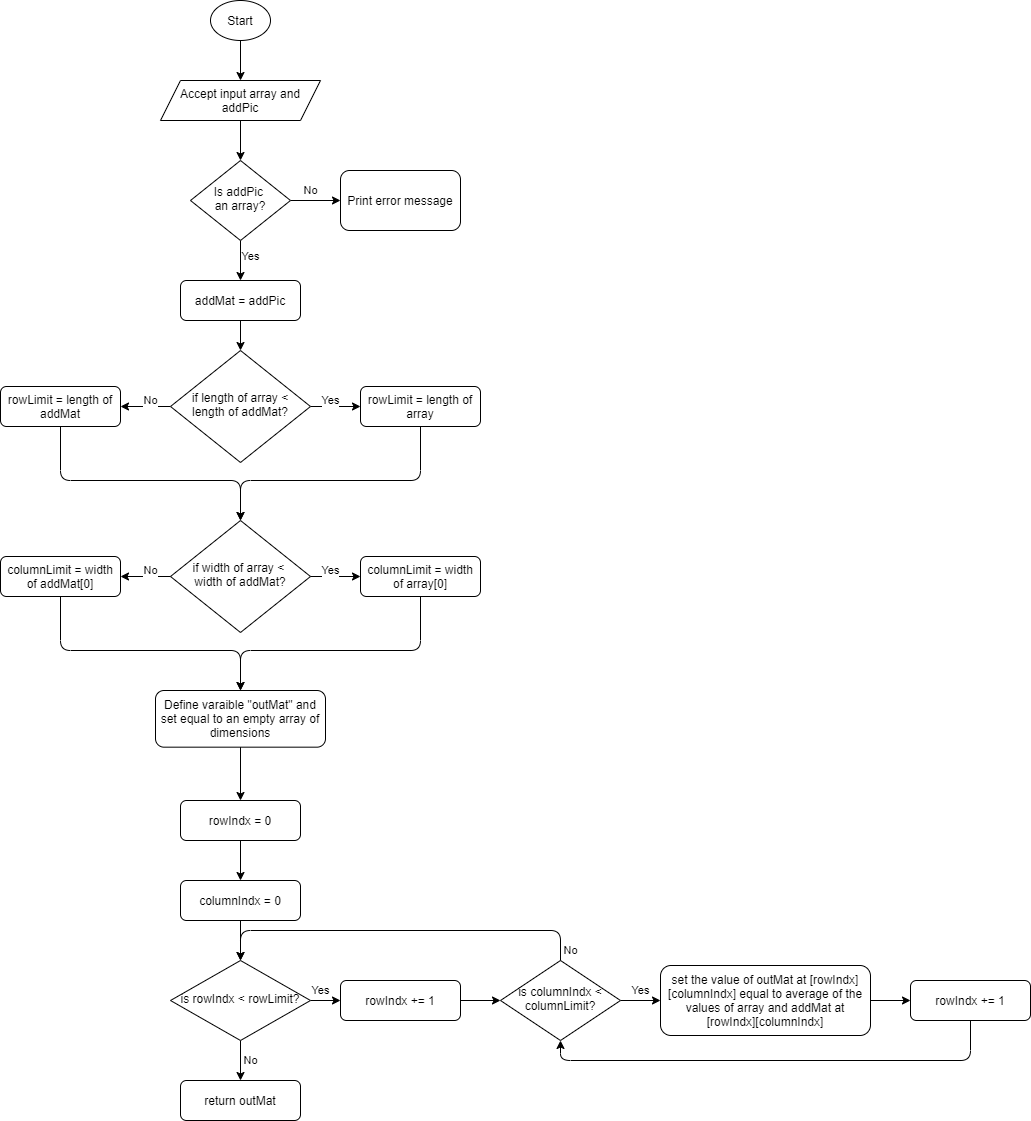 Start
Accept input array and
addPic
Is addPic
an array?
No
Print error message
Yes
addMat = addPic
rowLimit = length of
addMat
No
if length of array <
length of addMat?
Yes
rowLimit = length of
array
columnLimit = width
of addMat[0]
No
if width of array <
width of addMat?
Yes
columnLimit = width
of array[0]
Define varaible "outMat" and
set equal to an empty array of
dimensions
rowIndx = 0
columnIndx = 0
is rowIndx < rowLimit?
Yes
rowIndx += 1
No
is columnIndx <
columnLimit?
Yes
set the value of outMat at [rowIndx]
[columnIndx] equal to average of the
values of array and addMat at
[rowIndx][columnIndx]
rowIndx += 1
No
return outMat